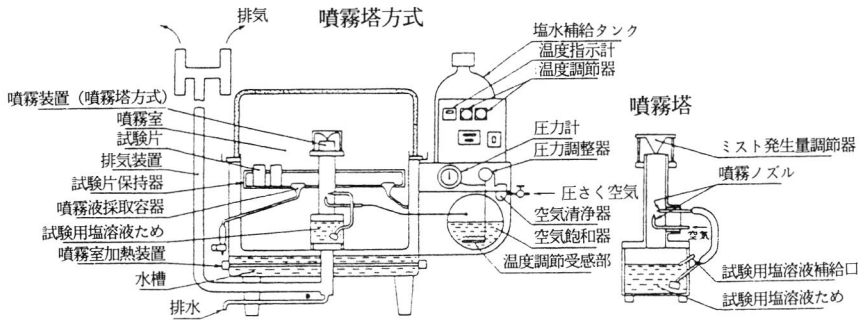 排気
噴霧塔方式
塩水補給タンク
温度指示計
温度調節器
噴霧装置(噴霧塔方式)
噴霧室
試験片
排気装置
試験片保持器
噴霧液採取容器
試験用塩溶液ため
噴霧室加熱装置
水槽
排水
圧力計
圧力調整器
圧さく空気
空気清浄器
空気飽和器
温度調節受感部
噴霧塔
ミスト発生量調節器
噴霧ノズル
空気
試験用塩溶液補給口
試験用塩溶液ため